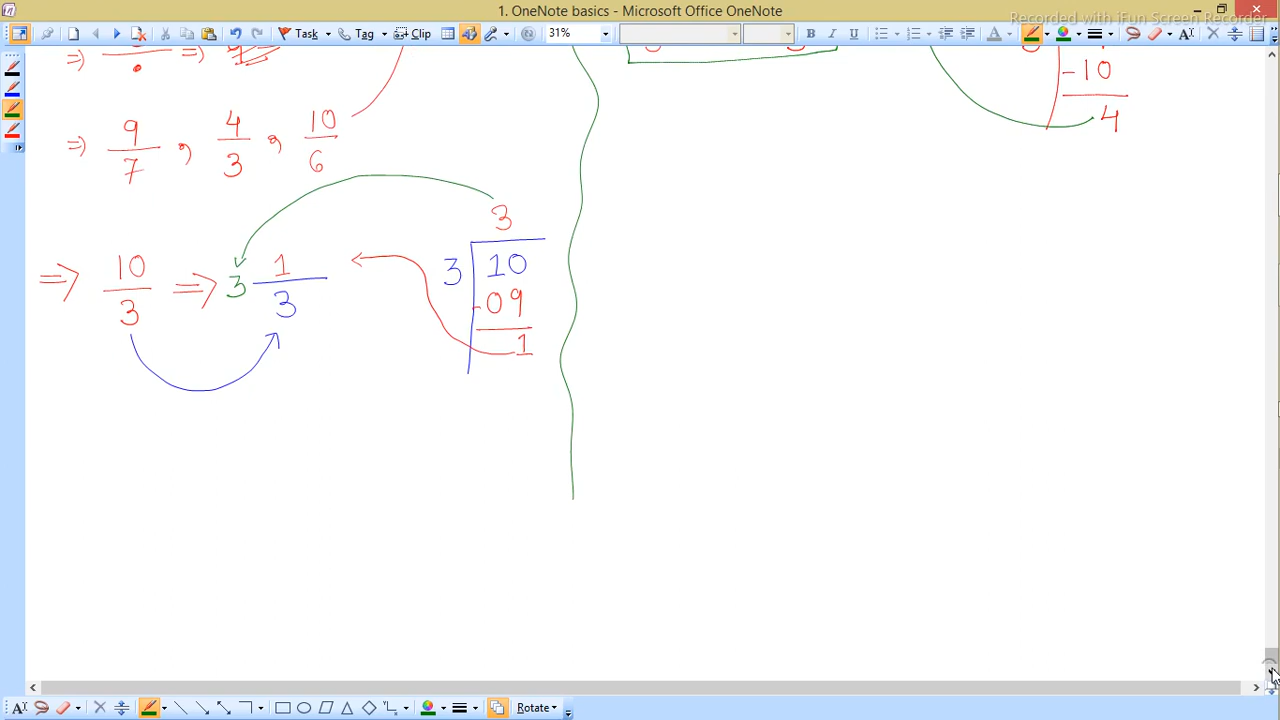 1. OneNote basics - Microsoft Office OneNote
Recorded with iFun Screen Recorder
Task Tag Clip 31% B I U A
⇒) ⇒)
-10
4
⇒) 9/7 , 4/3 , 10/6
3
⇒ 10/3 ⇒ 3 1/3
3 10
-09
1
Rotate